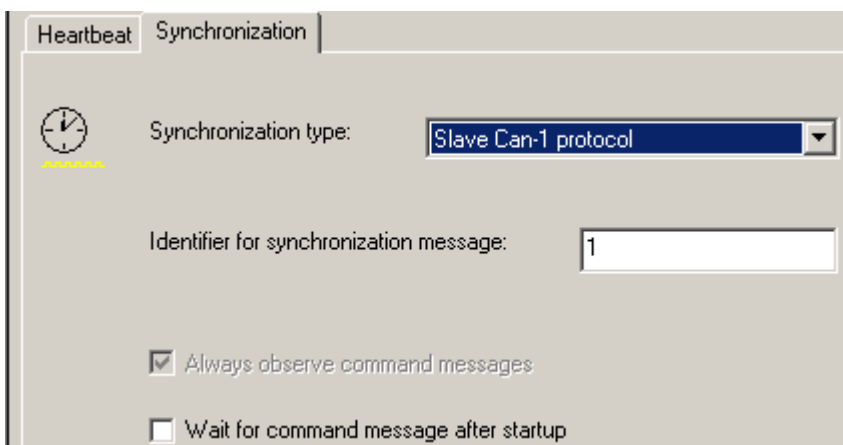 Heartbeat Synchronization
Synchronization type: Slave Can-1 protocol
Identifier for synchronization message: 1
Always observe command messages
Wait for command message after startup